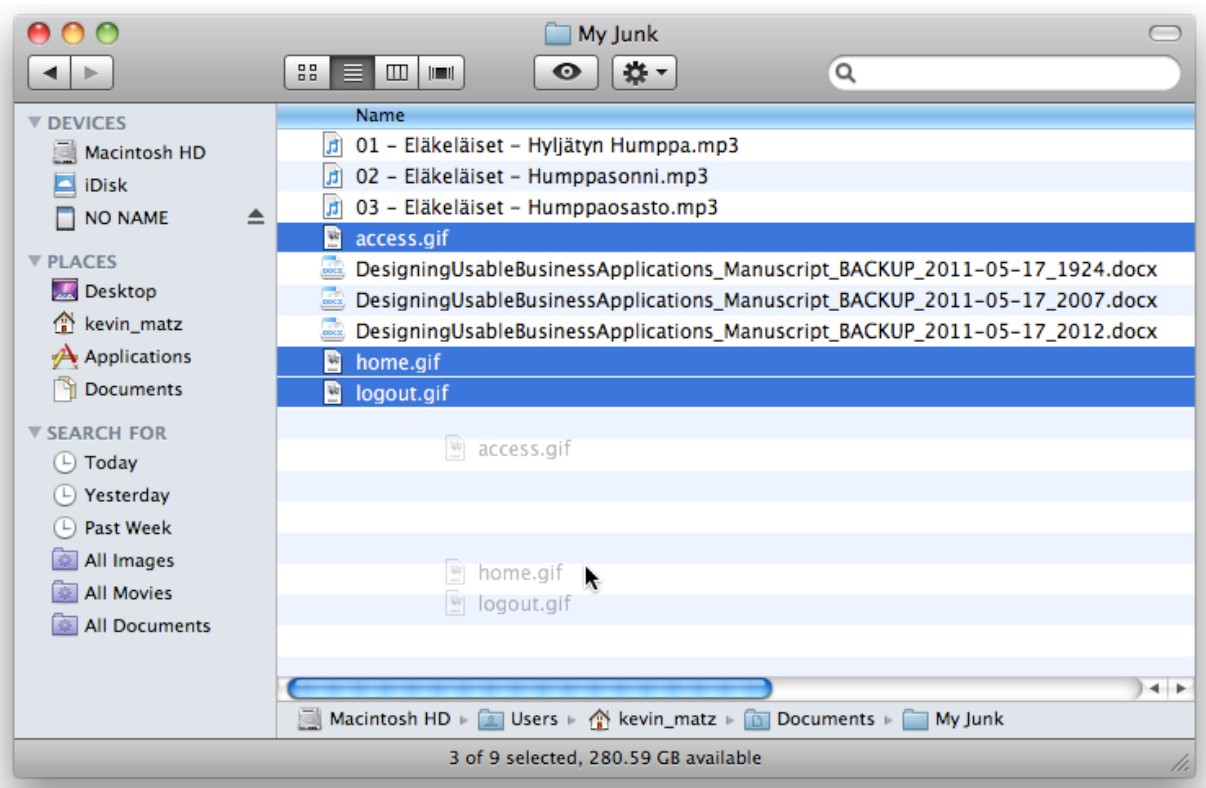 My Junk
DEVICES
Macintosh HD
iDisk
NO NAME
PLACES
Desktop
kevin_matz
Applications
Documents
SEARCH FOR
Today
Yesterday
Past Week
All Images
All Movies
All Documents
Name
01 – Eläkeläiset – Hyljätyn Humppa.mp3
02 – Eläkeläiset – Humppasonni.mp3
03 – Eläkeläiset – Humppaosasto.mp3
access.gif
DesigningUsableBusinessApplications_Manuscript_BACKUP_2011-05-17_1924.docx
DesigningUsableBusinessApplications_Manuscript_BACKUP_2011-05-17_2007.docx
DesigningUsableBusinessApplications_Manuscript_BACKUP_2011-05-17_2012.docx
home.gif
logout.gif
access.gif
home.gif
logout.gif
Macintosh HD ▸ Users ▸ kevin_matz ▸ Documents ▸ My Junk
3 of 9 selected, 280.59 GB available